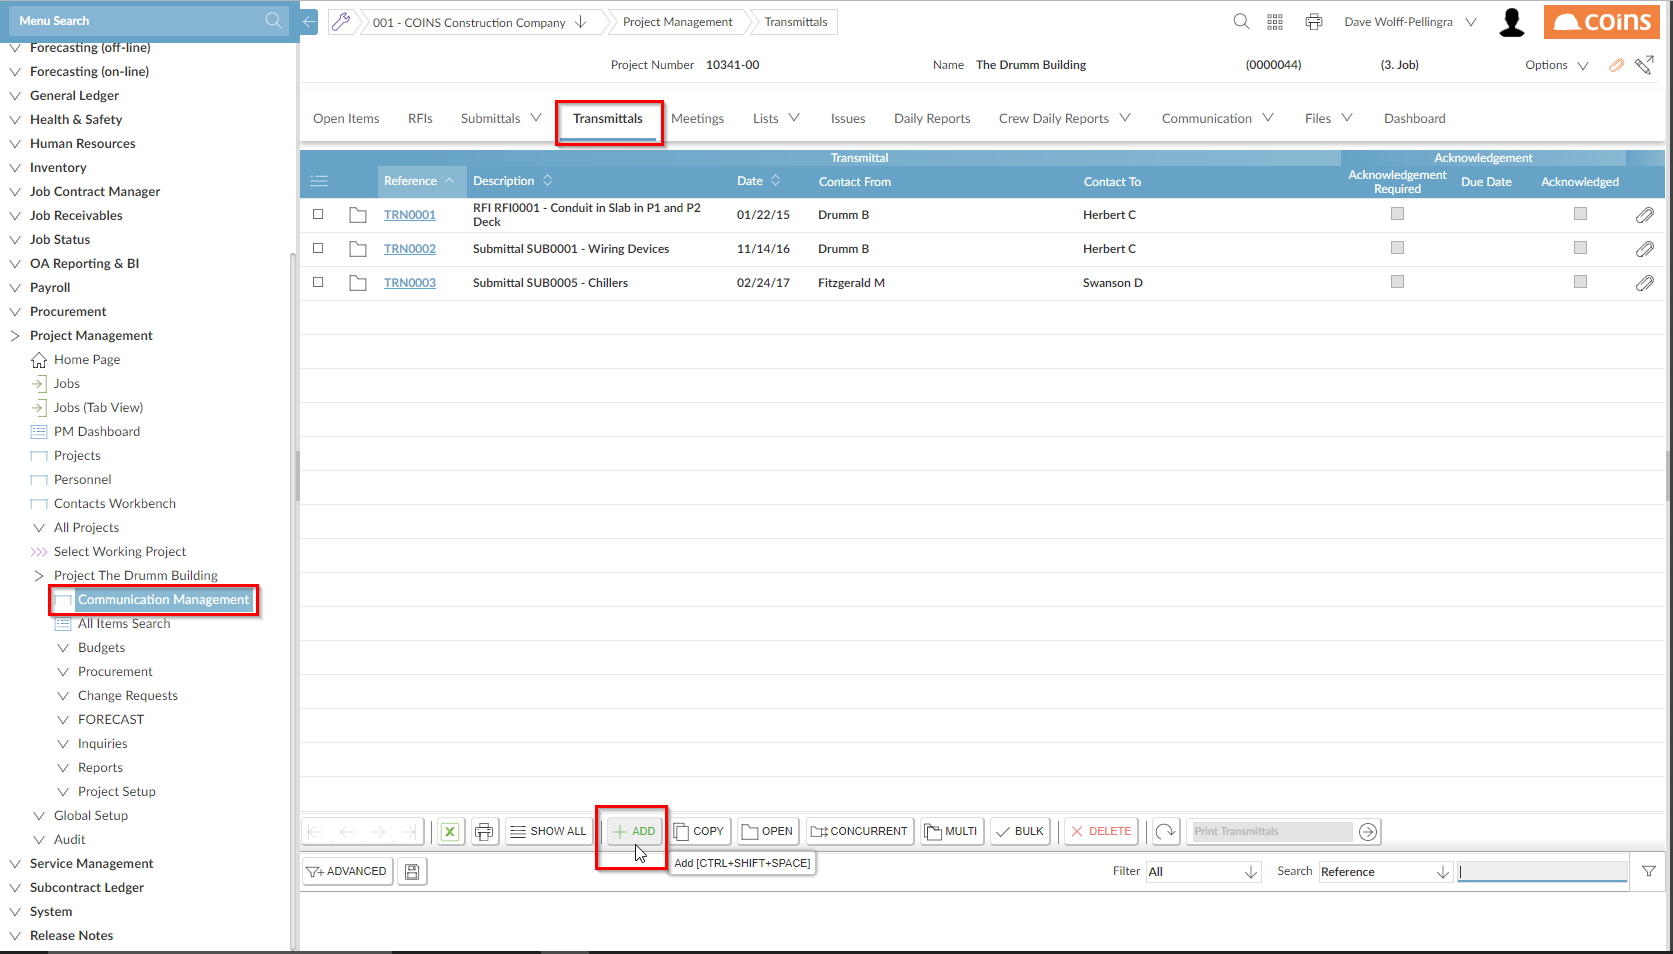 Menu Search
001 - COINS Construction Company
Project Management
Transmittals
Dave Wolff-Pellingra
COINS
Project Number 10341-00
Name The Drumm Building
(0000044)
(3. Job)
Options
Open Items
RFIs
Submittals
Transmittals
Meetings
Lists
Issues
Daily Reports
Crew Daily Reports
Communication
Files
Dashboard
Transmittal
Acknowledgement
Reference
Description
Date
Contact From
Contact To
Acknowledgement
Required
Due Date
Acknowledged
TRN0001
RFI RFI0001 - Conduit in Slab in P1 and P2
Deck
01/22/15
Drumm B
Herbert C
TRN0002
Submittal SUB0001 - Wiring Devices
11/14/16
Drumm B
Herbert C
TRN0003
Submittal SUB0005 - Chillers
02/24/17
Fitzgerald M
Swanson D
Forecasting (off-line)
Forecasting (on-line)
General Ledger
Health & Safety
Human Resources
Inventory
Job Contract Manager
Job Receivables
Job Status
OA Reporting & BI
Payroll
Procurement
Project Management
Home Page
Jobs
Jobs (Tab View)
PM Dashboard
Projects
Personnel
Contacts Workbench
All Projects
Select Working Project
Project The Drumm Building
Communication Management
All Items Search
Budgets
Procurement
Change Requests
FORECAST
Inquiries
Reports
Project Setup
Global Setup
Audit
Service Management
Subcontract Ledger
System
Release Notes
X
SHOW ALL
ADD
COPY
OPEN
CONCURRENT
MULTI
BULK
DELETE
Print Transmittals
Add [CTRL+SHIFT+SPACE]
ADVANCED
Filter All
Search Reference